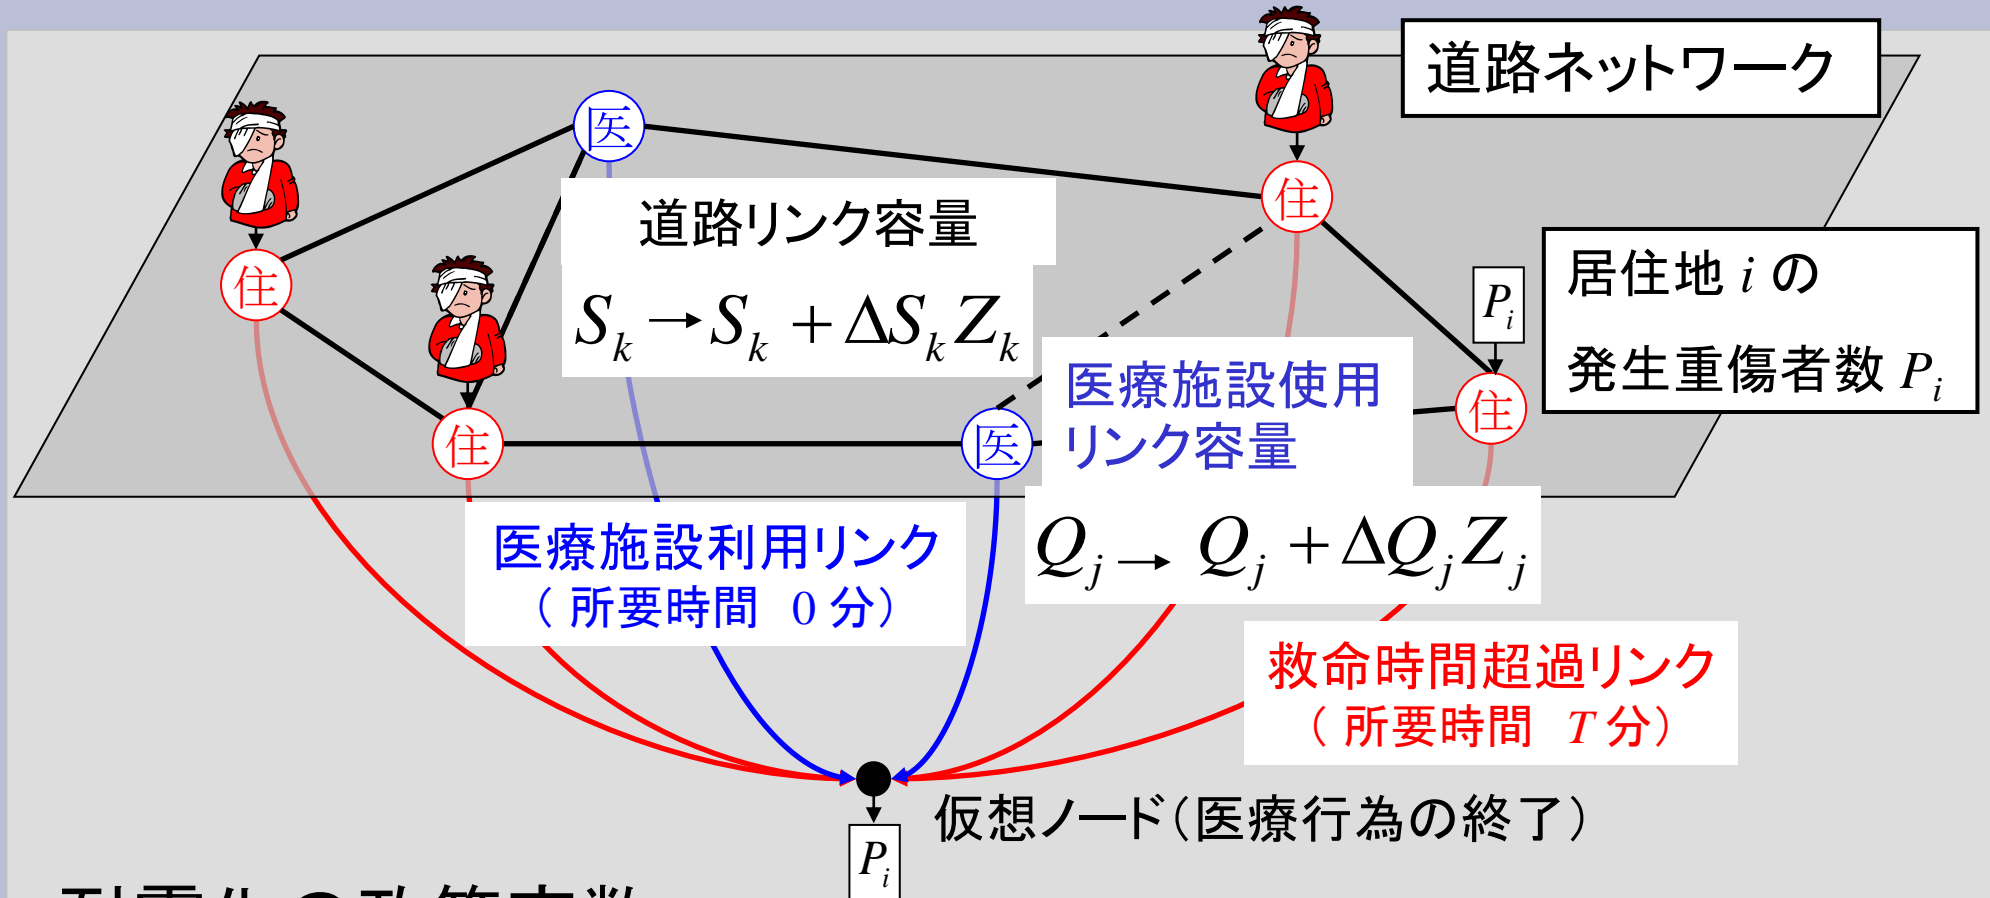 道路ネットワーク
医
住
道路リンク容量
住
居住地 i の
P_i
S_k → S_k + ΔS_k Z_k
発生重傷者数 P_i
医療施設使用
リンク容量
住
住
医
Q_j → Q_j + ΔQ_j Z_j
医療施設利用リンク
（ 所要時間 0 分）
救命時間超過リンク
（ 所要時間 T 分）
仮想ノード（医療行為の終了）
P_i